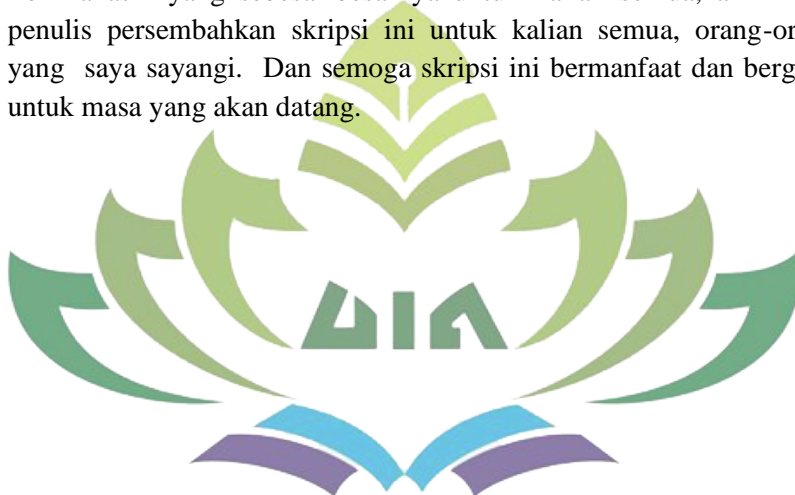 penulis persembahkan skripsi ini untuk kalian semua, orang-or
yang saya sayangi. Dan semoga skripsi ini bermanfaat dan berg
untuk masa yang akan datang.
UIN